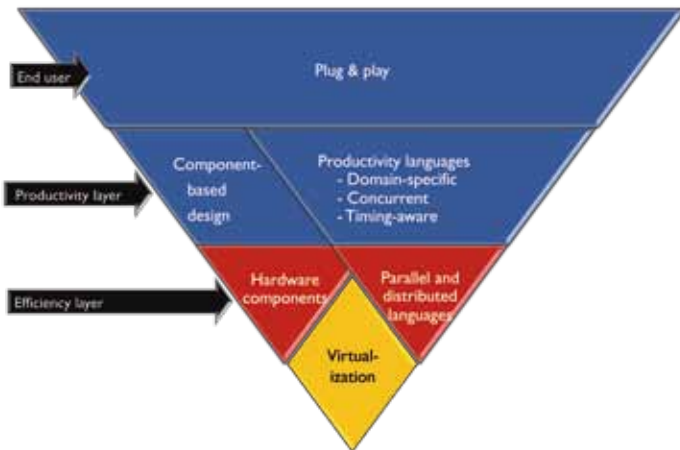 Plug & play
End user
Component-
based
design
Productivity languages
- Domain-specific
- Concurrent
- Timing-aware
Productivity layer
Hardware
components
Parallel and
distributed
languages
Efficiency layer
Virtual-
ization